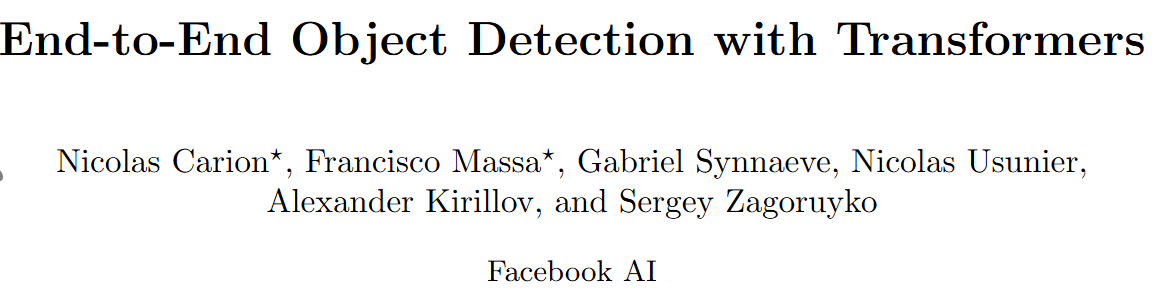 End-to-End Object Detection with Transformers
Nicolas Carion⋆, Francisco Massa⋆, Gabriel Synnaeve, Nicolas Usunier,
Alexander Kirillov, and Sergey Zagoruyko
Facebook AI